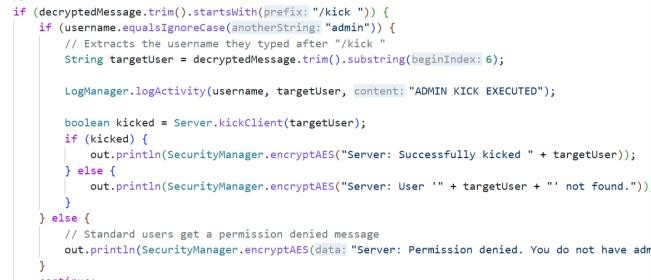 if (decryptedMessage.trim().startsWith(prefix: "/kick ")) {
if (username.equalsIgnoreCase(anotherString: "admin")) {
// Extracts the username they typed after "/kick "
String targetUser = decryptedMessage.trim().substring(beginIndex: 6);
LogManager.logActivity(username, targetUser, content: "ADMIN KICK EXECUTED");
boolean kicked = Server.kickClient(targetUser);
if (kicked) {
out.println(SecurityManager.encryptAES("Server: Successfully kicked " + targetUser));
} else {
out.println(SecurityManager.encryptAES("Server: User '" + targetUser + "' not found."))
}
} else {
// Standard users get a permission denied message
out.println(SecurityManager.encryptAES(data: "Server: Permission denied. You do not have adm
}